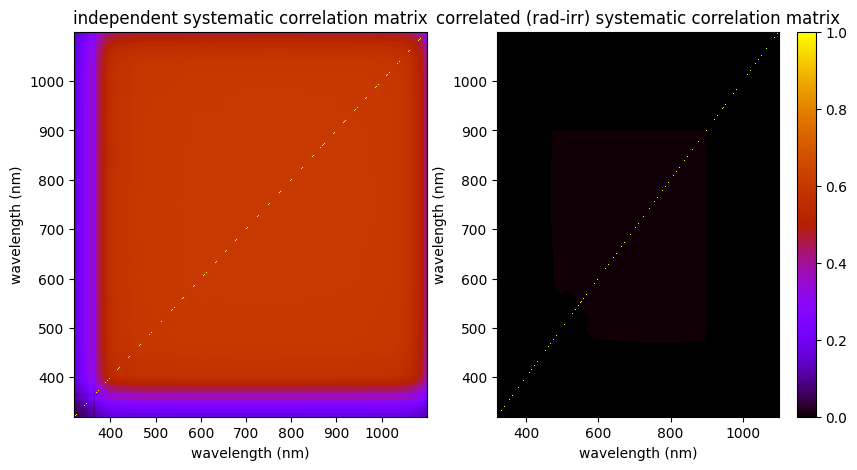 independent systematic correlation matrix
correlated (rad-irr) systematic correlation matrix
wavelength (nm)
1000
900
800
700
600
500
400
400 500 600 700 800 900 1000
wavelength (nm)
wavelength (nm)
1000
900
800
700
600
500
400
400 600 800 1000
wavelength (nm)
1.0
0.8
0.6
0.4
0.2
0.0